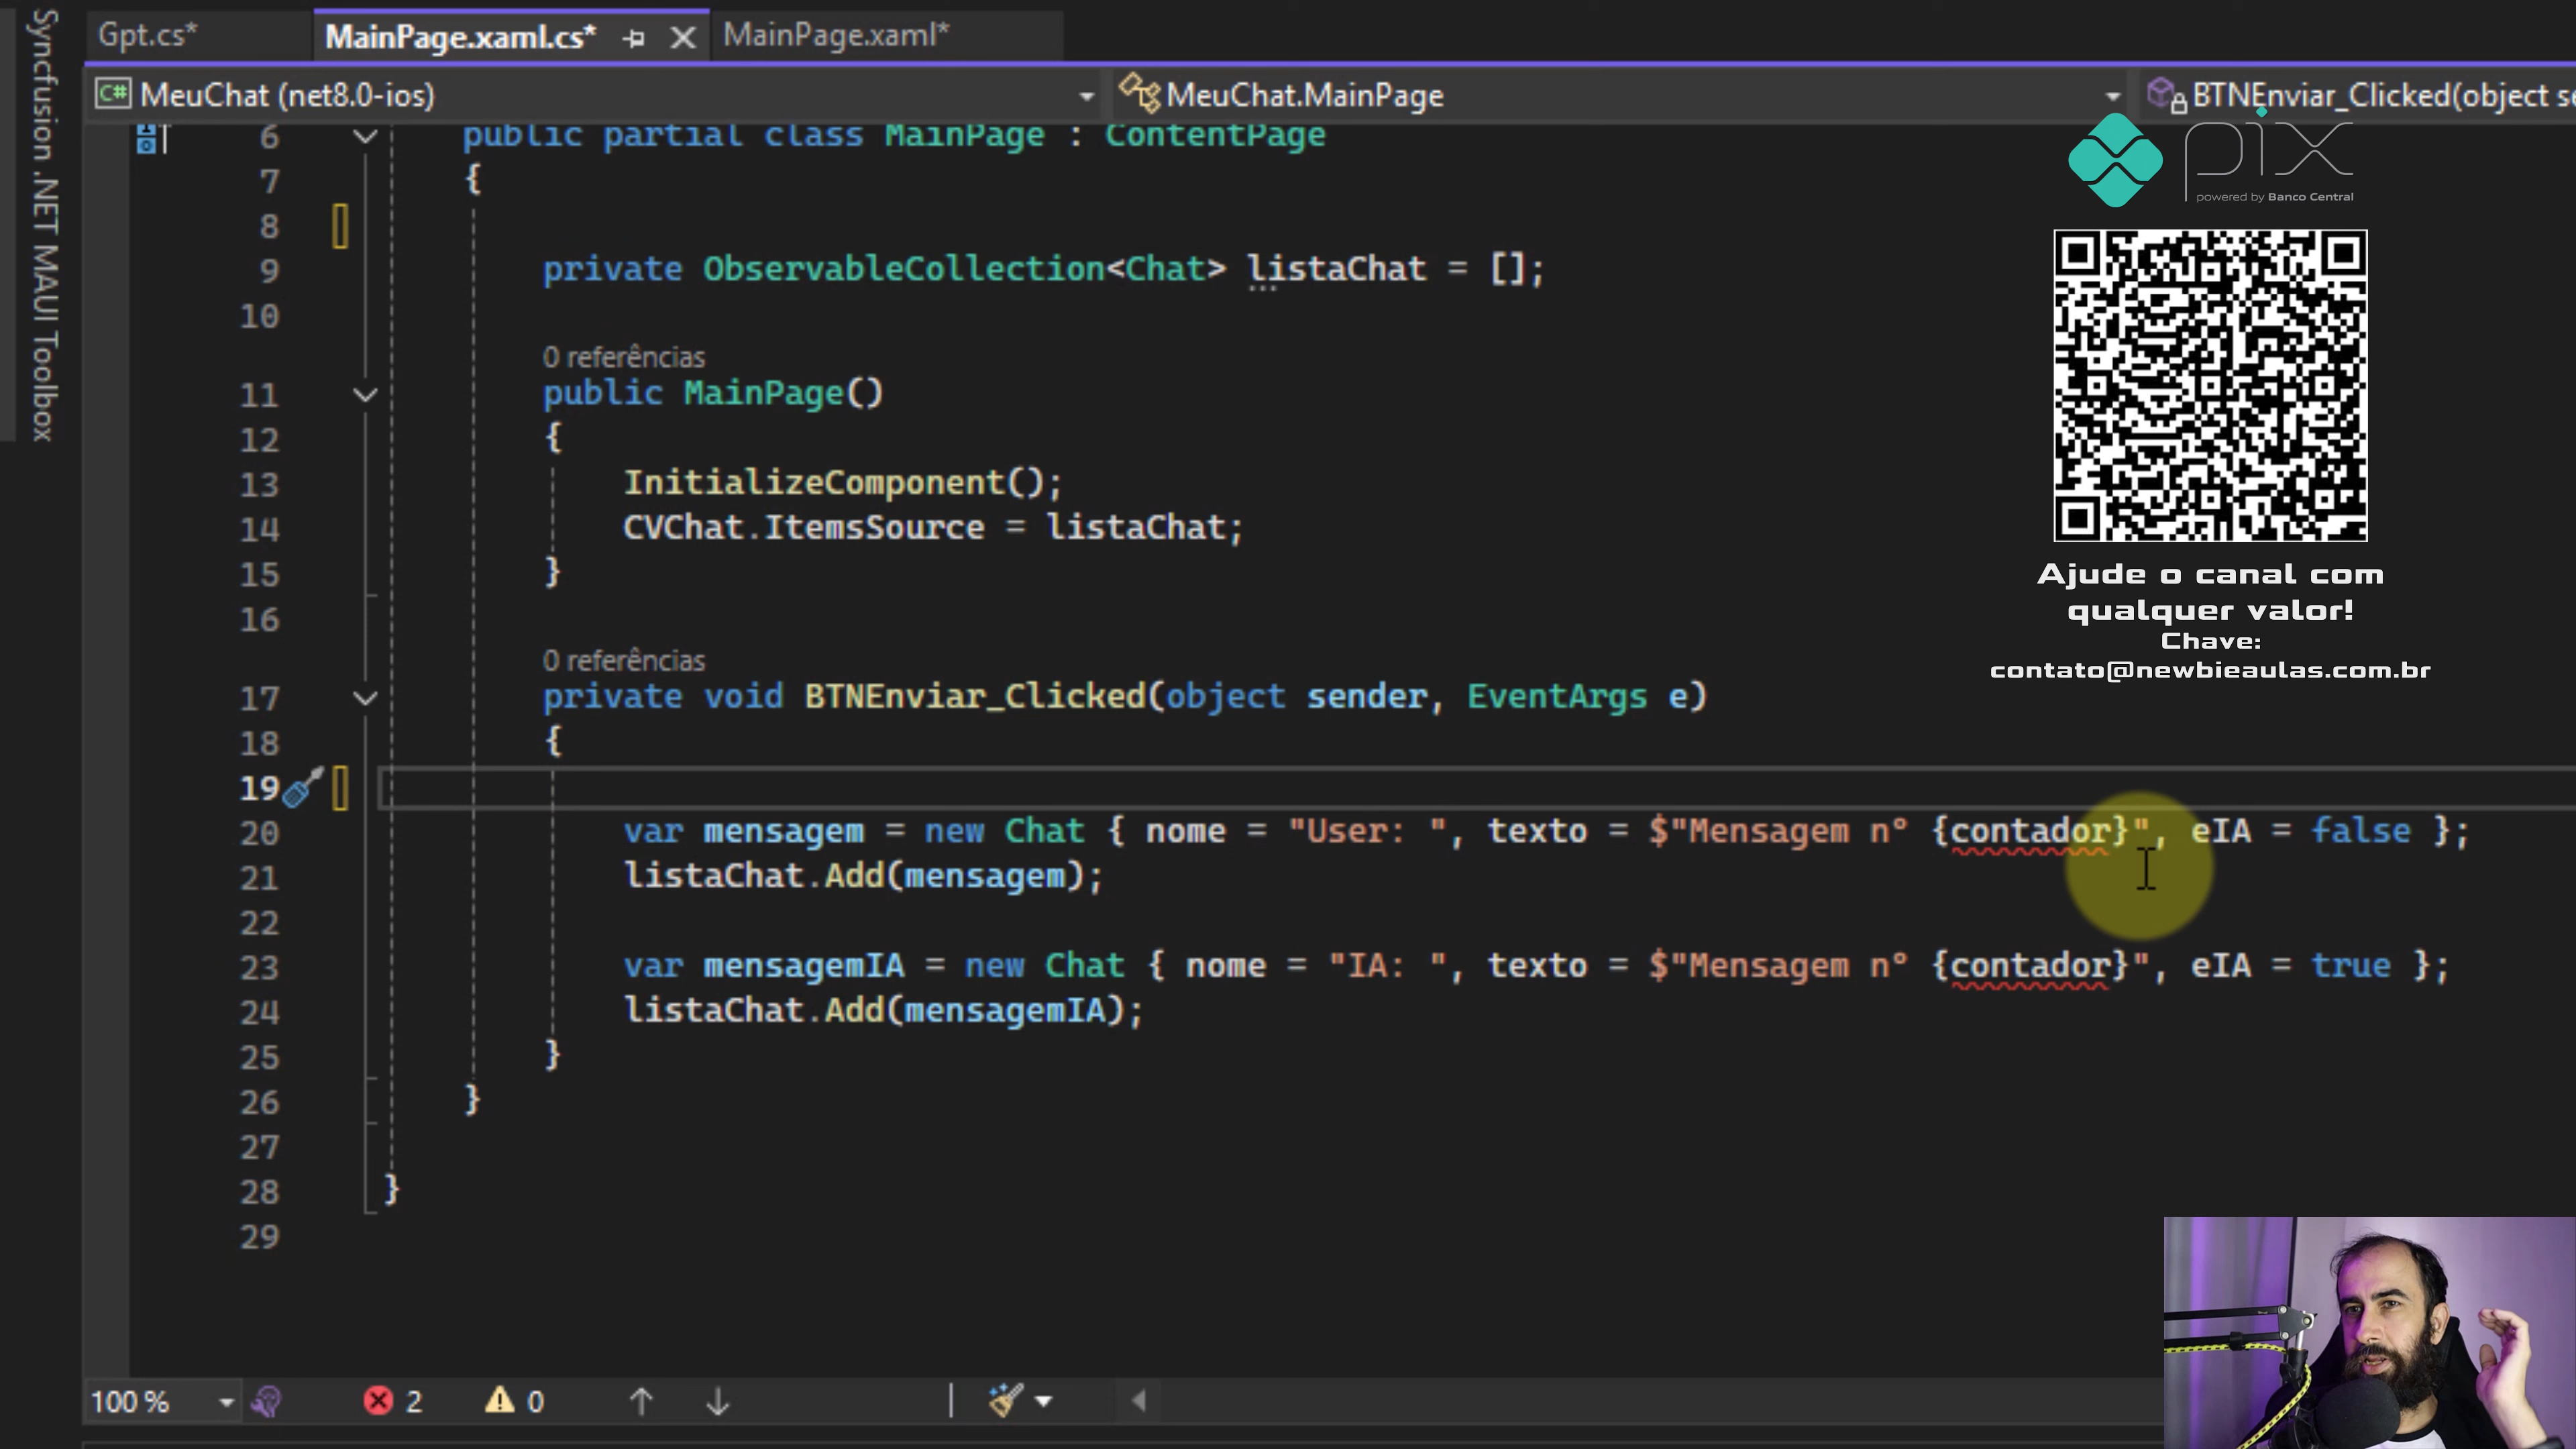 Syncfusion .NET MAUI Toolbox
Gpt.cs*
MainPage.xaml.cs*
MainPage.xaml*
C# MeuChat (net8.0-ios)
MeuChat.MainPage
BTNEnviar_Clicked(object se
6 public partial class MainPage : ContentPage
7 {
8
9 private ObservableCollection<Chat> listaChat = [];
10
0 referências
11 public MainPage()
12 {
13 InitializeComponent();
14 CVChat.ItemsSource = listaChat;
15 }
16
0 referências
17 private void BTNEnviar_Clicked(object sender, EventArgs e)
18 {
19
20 var mensagem = new Chat { nome = "User: ", texto = $"Mensagem n° {contador}", eIA = false };
21 listaChat.Add(mensagem);
22
23 var mensagemIA = new Chat { nome = "IA: ", texto = $"Mensagem n° {contador}", eIA = true };
24 listaChat.Add(mensagemIA);
25 }
26 }
27
28 }
29
pix
powered by Banco Central
Ajude o canal com
qualquer valor!
Chave:
contato@newbieaulas.com.br
100 %
2
0